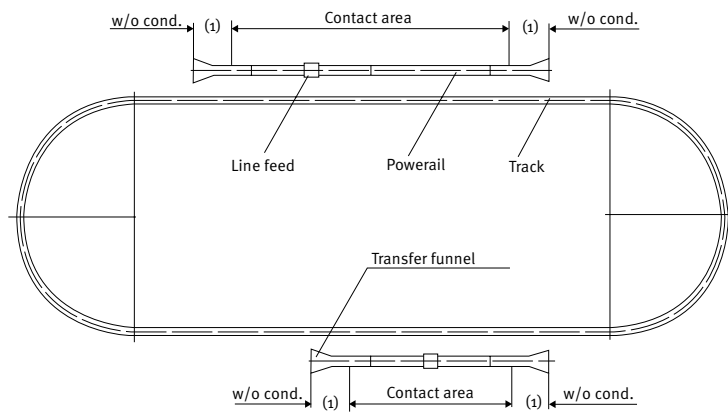 w/o cond. (1) Contact area (1) w/o cond.
Line feed Powerail Track
Transfer funnel
w/o cond. (1) Contact area (1) w/o cond.